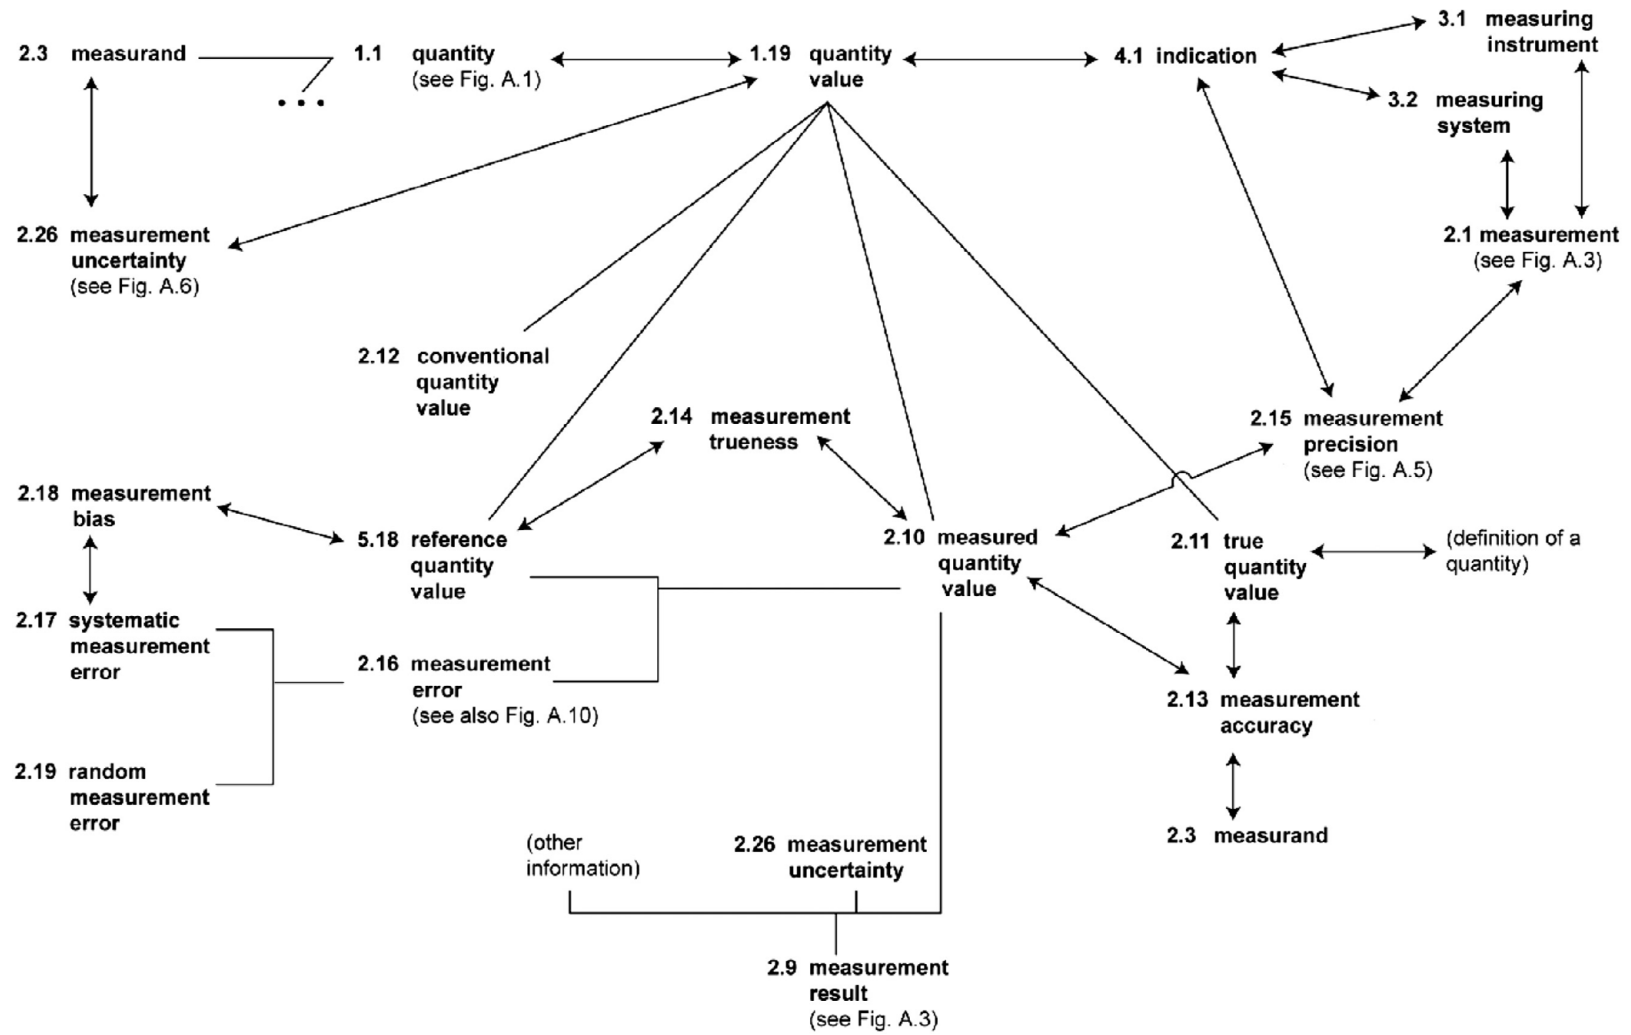 2.3 measurand
1.1 quantity
(see Fig. A.1)
1.19 quantity
value
4.1 indication
3.1 measuring
instrument
3.2 measuring
system
2.26 measurement
uncertainty
(see Fig. A.6)
2.1 measurement
(see Fig. A.3)
2.12 conventional
quantity
value
2.14 measurement
trueness
2.15 measurement
precision
(see Fig. A.5)
2.18 measurement
bias
5.18 reference
quantity
value
2.10 measured
quantity
value
2.11 true
quantity
value
(definition of a
quantity)
2.17 systematic
measurement
error
2.16 measurement
error
(see also Fig. A.10)
2.13 measurement
accuracy
2.19 random
measurement
error
(other
information)
2.26 measurement
uncertainty
2.3 measurand
2.9 measurement
result
(see Fig. A.3)